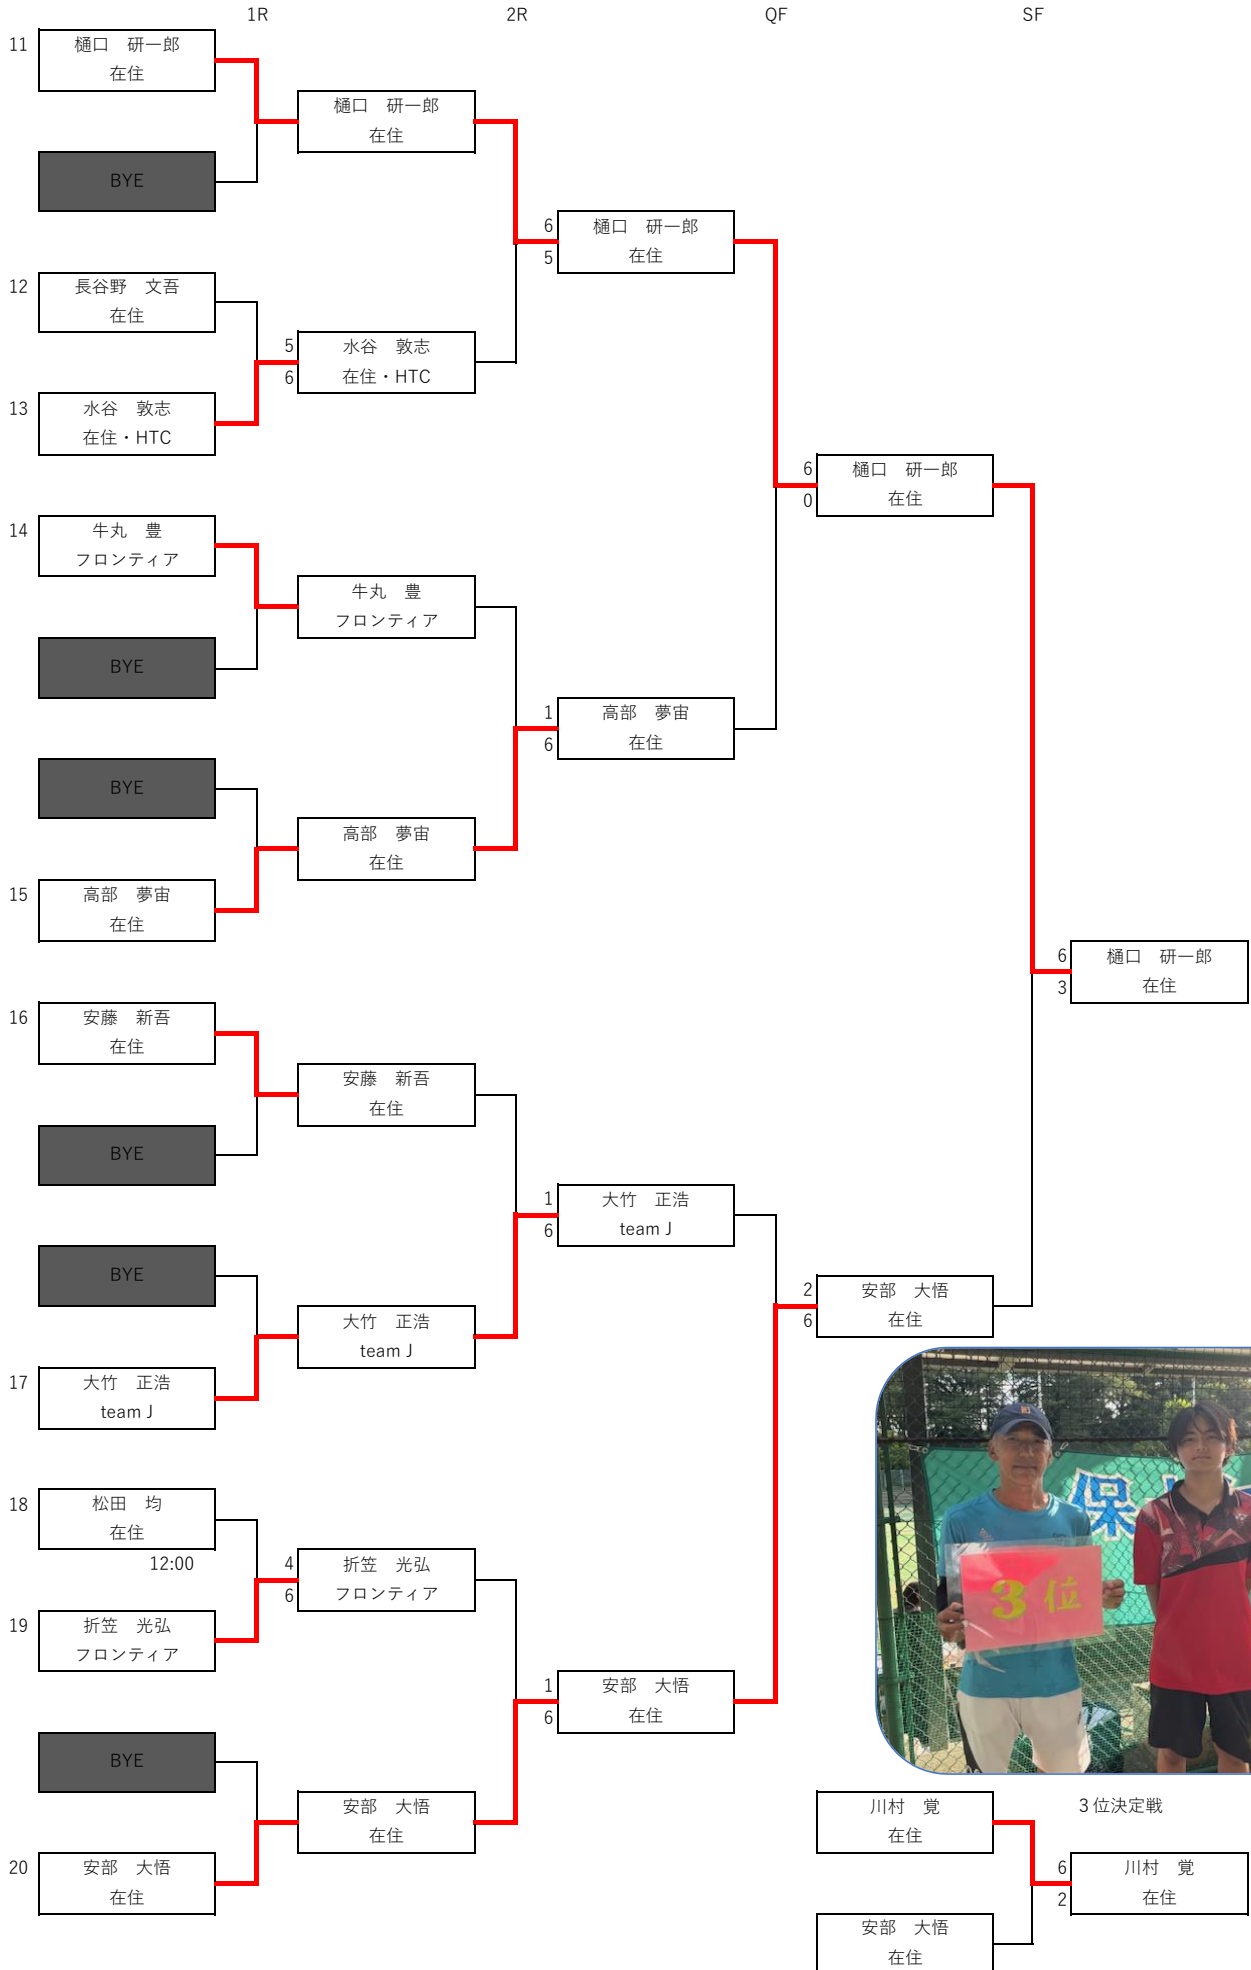 1R
2R
QF
SF
11
樋口　研一郎
在住
樋口　研一郎
在住
BYE
6
5
樋口　研一郎
在住
12
長谷野　文吾
在住
5
6
水谷　敦志
在住・HTC
13
水谷　敦志
在住・HTC
6
0
樋口　研一郎
在住
14
牛丸　豊
フロンティア
牛丸　豊
フロンティア
BYE
1
6
高部　夢宙
在住
BYE
高部　夢宙
在住
15
高部　夢宙
在住
6
3
樋口　研一郎
在住
16
安藤　新吾
在住
安藤　新吾
在住
BYE
1
6
大竹　正浩
team J
BYE
大竹　正浩
team J
2
6
安部　大悟
在住
17
大竹　正浩
team J
18
松田　均
在住
12:00
4
6
折笠　光弘
フロンティア
19
折笠　光弘
フロンティア
1
6
安部　大悟
在住
保
3 位
BYE
安部　大悟
在住
20
安部　大悟
在住
川村　覚
在住
３位決定戦
6
2
川村　覚
在住
安部　大悟
在住